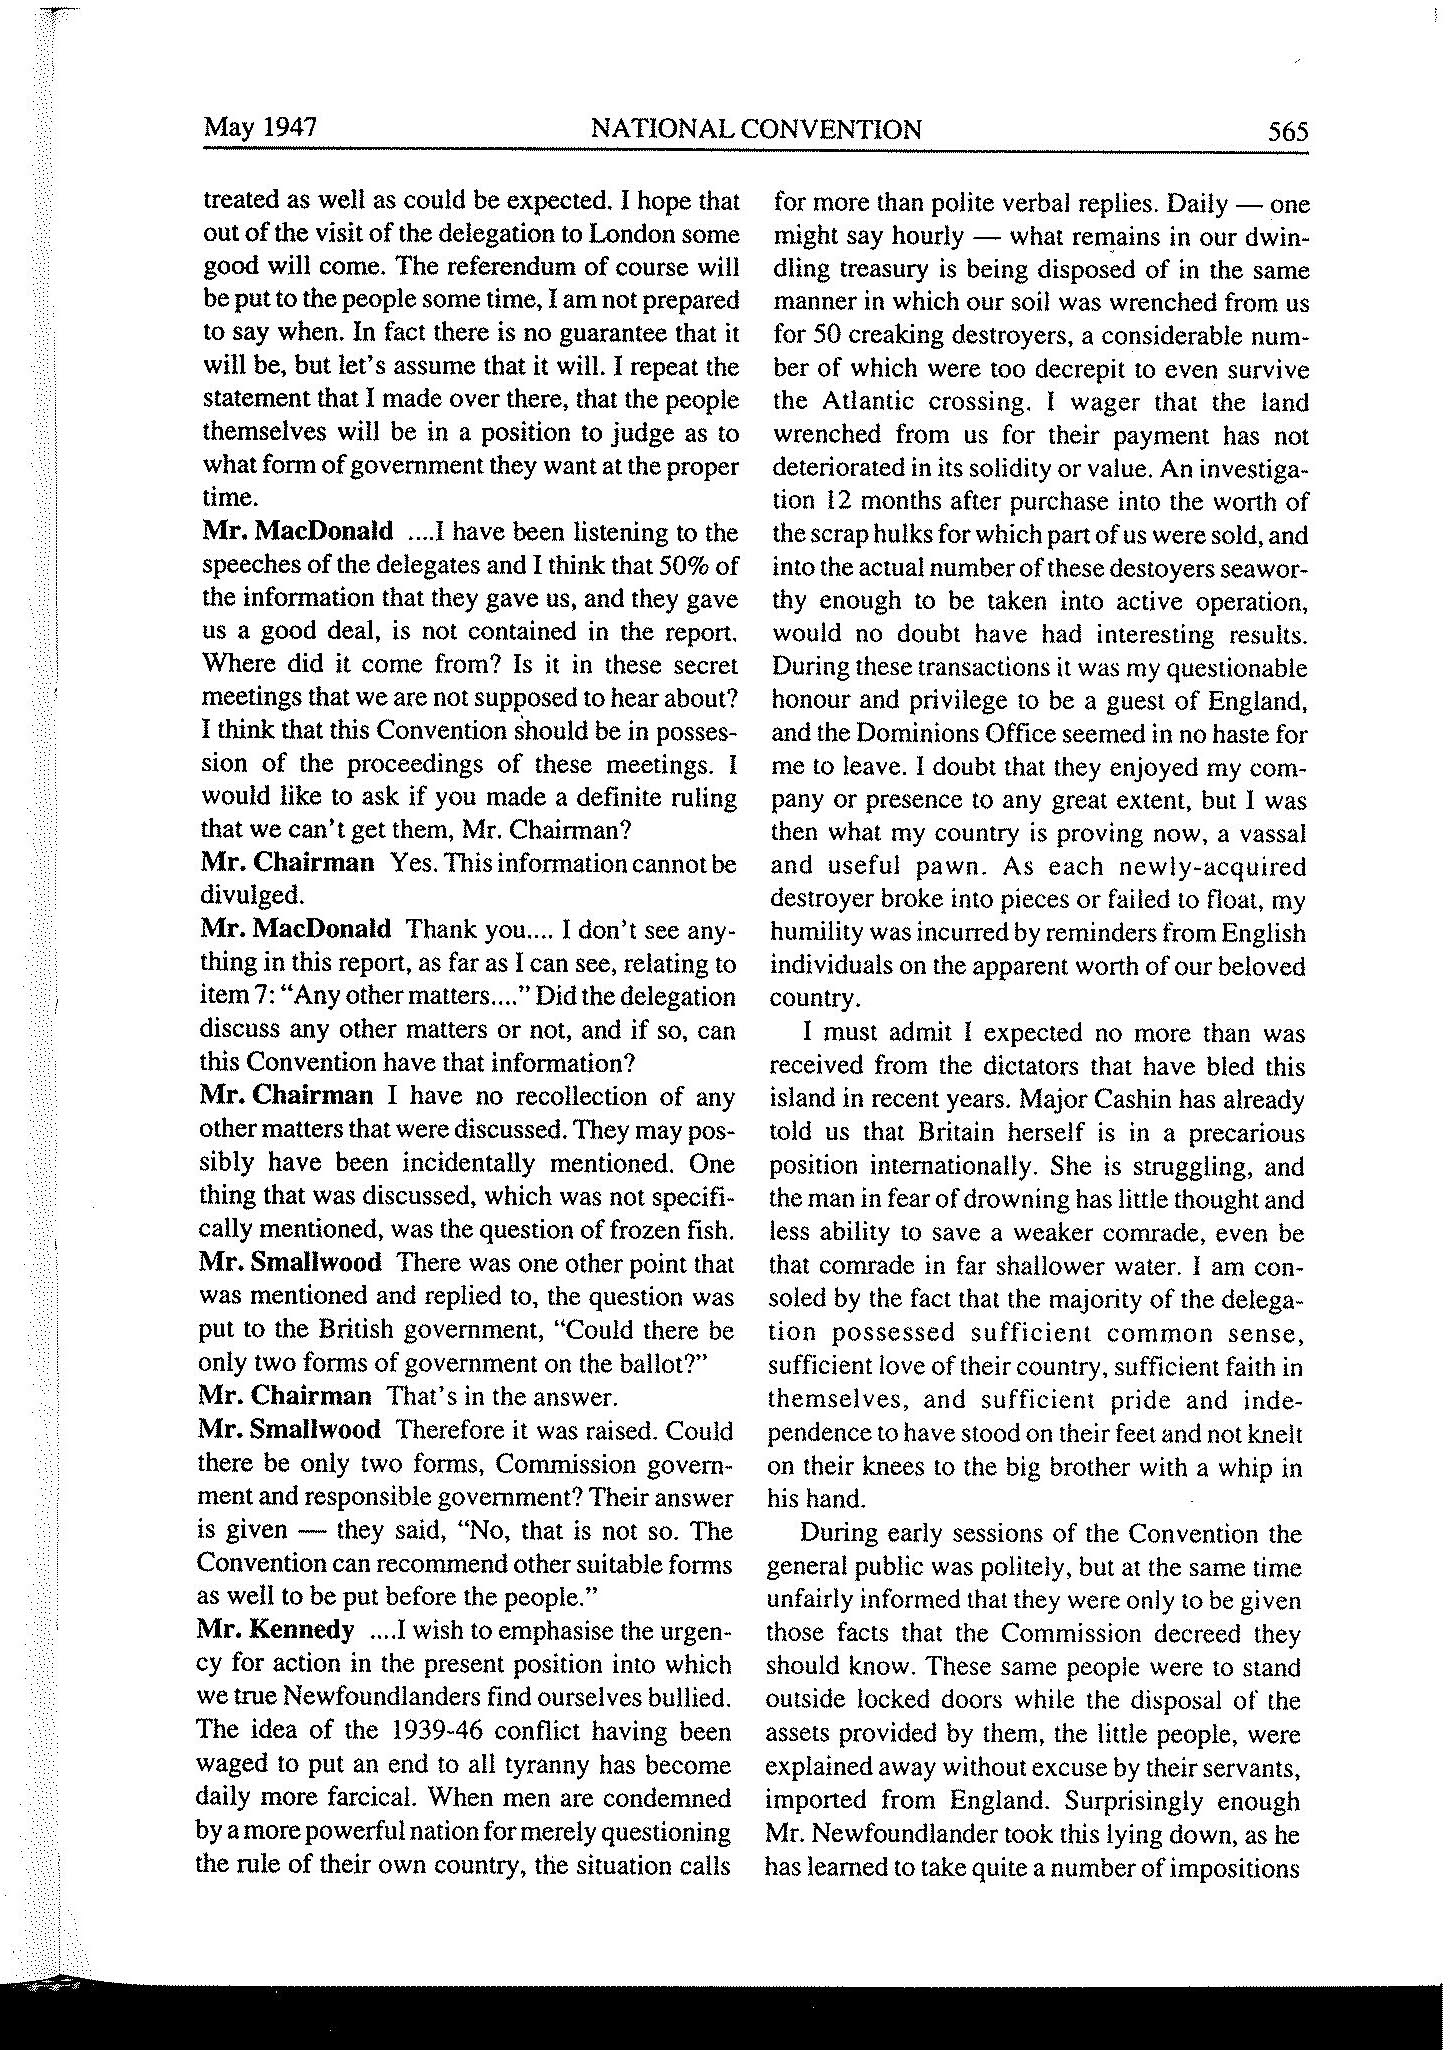 May 1947 NATIONAL CONVENTION 565
treated as well as could be expected. I hope that
out of the visit of the delegation to London some
good will come. The referendum of course will
be put to the people some time, I am not prepared
to say when. In fact there is no guarantee that it
will be, but let's assume that it will. I repeat the
statement that I made over there, that the people
themselves will be in a position to judge as to
what form of government they want at the proper
time.
Mr. MacDonald ....I have been listening to the
speeches of the delegates and I think that 50% of
the information that they gave us, and they gave
us a good deal, is not contained in the report.
Where did it come from? Is it in these secret
meetings that we are not supposed to hear about?
I think that this Convention should be in posses-
sion of the proceedings of these meetings. I
would like to ask if you made a definite ruling
that we can't get them, Mr. Chairman?
Mr. Chairman Yes. This information cannot be
divulged.
Mr. MacDonald Thank you.... I don't see any-
thing in this report, as far as I can see, relating to
item 7: "Any other matters...." Did the delegation
discuss any other matters or not, and if so, can
this Convention have that information?
Mr. Chairman I have no recollection of any
other matters that were discussed. They may pos-
sibly have been incidentally mentioned. One
thing that was discussed, which was not specifi-
cally mentioned, was the question of frozen fish.
Mr. Smallwood There was one other point that
was mentioned and replied to, the question was
put to the British government, "Could there be
only two forms of government on the ballot?"
Mr. Chairman That's in the answer.
Mr. Smallwood Therefore it was raised. Could
there be only two forms, Commission govern-
ment and responsible government? Their answer
is given — they said, "No, that is not so. The
Convention can recommend other suitable forms
as well to be put before the people."
Mr. Kennedy ....I wish to emphasise the urgen-
cy for action in the present position into which
we true Newfoundlanders find ourselves bullied.
The idea of the 1939-46 conflict having been
waged to put an end to all tyranny has become
daily more farcical. When men are condemned
by a more powerful nation for merely questioning
the rule of their own country, the situation calls
for more than polite verbal replies. Daily — one
might say hourly — what remains in our dwin-
dling treasury is being disposed of in the same
manner in which our soil was wrenched from us
for 50 creaking destroyers, a considerable num-
ber of which were too decrepit to even survive
the Atlantic crossing. I wager that the land
wrenched from us for their payment has not
deteriorated in its solidity or value. An investiga-
tion 12 months after purchase into the worth of
the scrap hulks for which part of us were sold, and
into the actual number of these destoyers seawor-
thy enough to be taken into active operation,
would no doubt have had interesting results.
During these transactions it was my questionable
honour and privilege to be a guest of England,
and the Dominions Office seemed in no haste for
me to leave. I doubt that they enjoyed my com-
pany or presence to any great extent, but I was
then what my country is proving now, a vassal
and useful pawn. As each newly-acquired
destroyer broke into pieces or failed to float, my
humility was incurred by reminders from English
individuals on the apparent worth of our beloved
country.
I must admit I expected no more than was
received from the dictators that have bled this
island in recent years. Major Cashin has already
told us that Britain herself is in a precarious
position internationally. She is struggling, and
the man in fear of drowning has little thought and
less ability to save a weaker comrade, even be
that comrade in far shallower water. I am con-
soled by the fact that the majority of the delega-
tion possessed sufficient common sense,
sufficient love of their country, sufficient faith in
themselves, and sufficient pride and inde-
pendence to have stood on their feet and not knelt
on their knees to the big brother with a whip in
his hand.
During early sessions of the Convention the
general public was politely, but at the same time
unfairly informed that they were only to be given
those facts that the Commission decreed they
should know. These same people were to stand
outside locked doors while the disposal of the
assets provided by them, the little people, were
explained away without excuse by their servants,
imported from England. Surprisingly enough
Mr. Newfoundlander took this lying down, as he
has learned to take quite a number of impositions